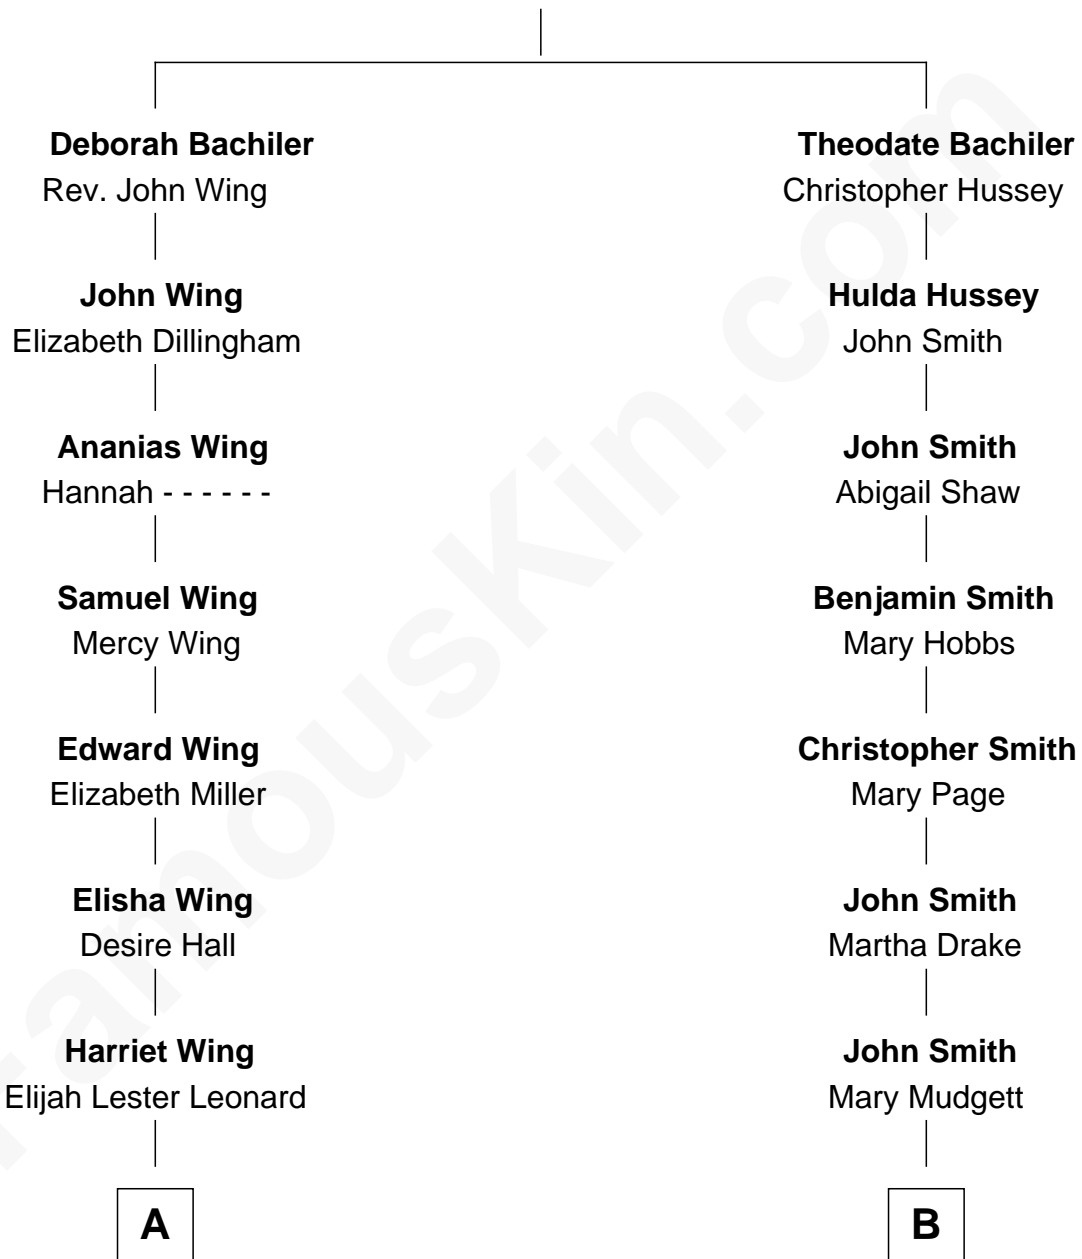 Deborah Bachiler
Rev. John Wing
John Wing
Elizabeth Dillingham
Ananias Wing
Hannah - - - - - -
Samuel Wing
Mercy Wing
Edward Wing
Elizabeth Miller
Elisha Wing
Desire Hall
Harriet Wing
Elijah Lester Leonard
A
Theodate Bachiler
Christopher Hussey
Hulda Hussey
John Smith
John Smith
Abigail Shaw
Benjamin Smith
Mary Hobbs
Christopher Smith
Mary Page
John Smith
Martha Drake
John Smith
Mary Mudgett
B
FamousKin.com